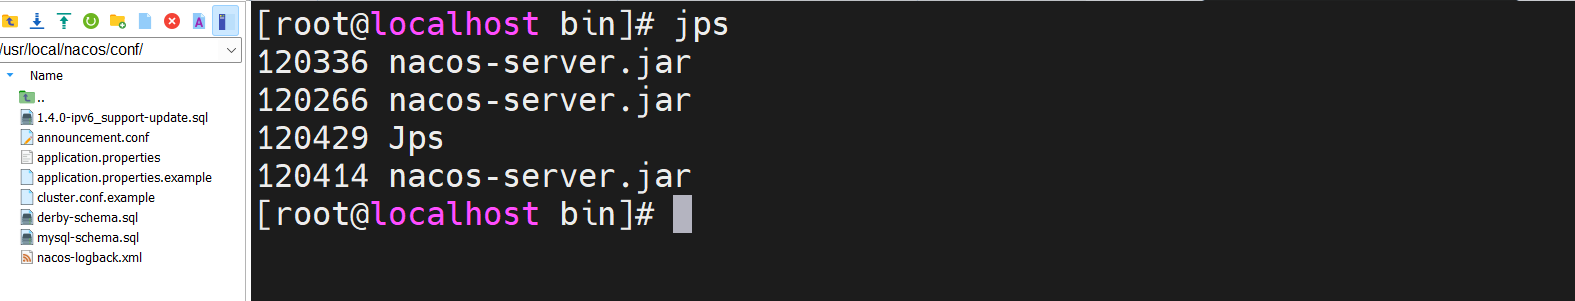 /usr/local/nacos/conf/
Name
..
1.4.0-ipv6_support-update.sql
announcement.conf
application.properties
application.properties.example
cluster.conf.example
derby-schema.sql
mysql-schema.sql
nacos-logback.xml
[root@localhost bin]# jps
120336 nacos-server.jar
120266 nacos-server.jar
120429 Jps
120414 nacos-server.jar
[root@localhost bin]#